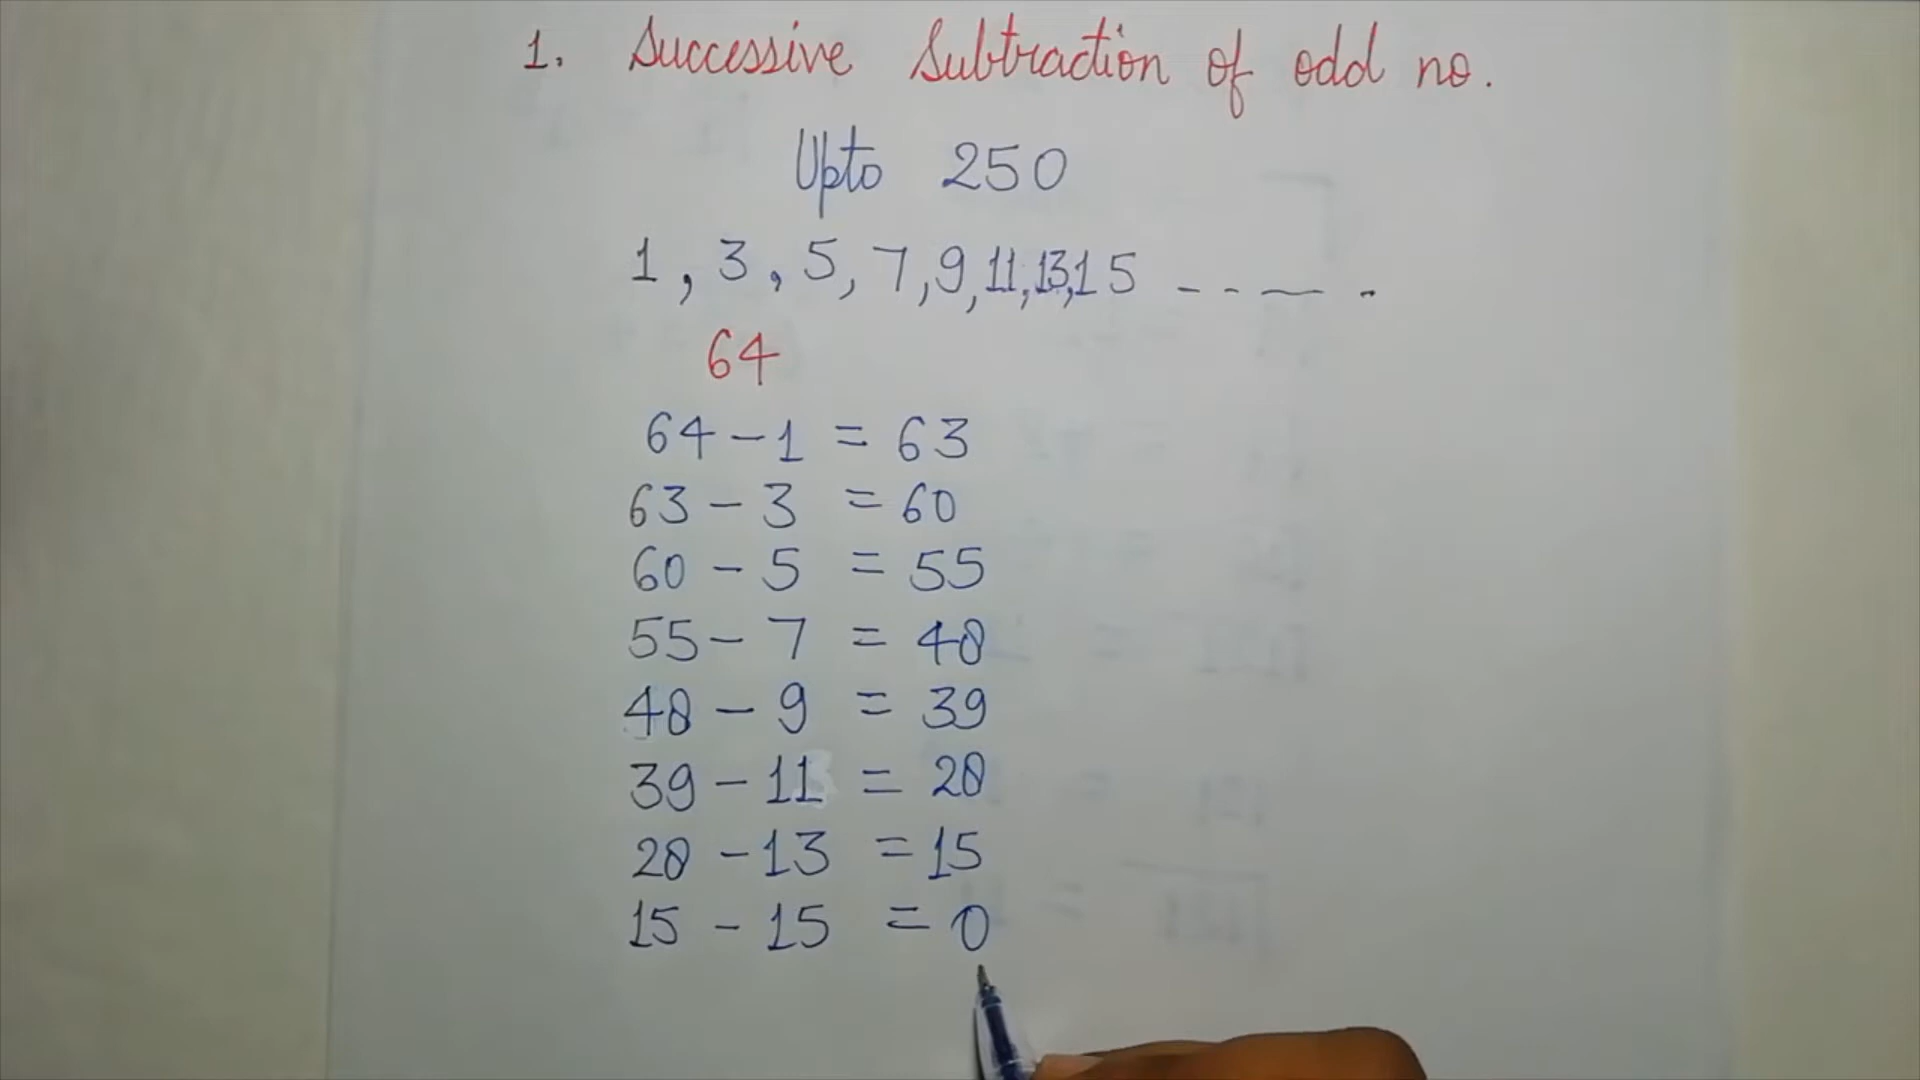 1. Successive Subtraction of odd no.
Upto 250
1, 3, 5, 7, 9, 11, 13, 15 ---- .
64
64 - 1 = 63
63 - 3 = 60
60 - 5 = 55
55 - 7 = 48
48 - 9 = 39
39 - 11 = 28
28 - 13 = 15
15 - 15 = 0